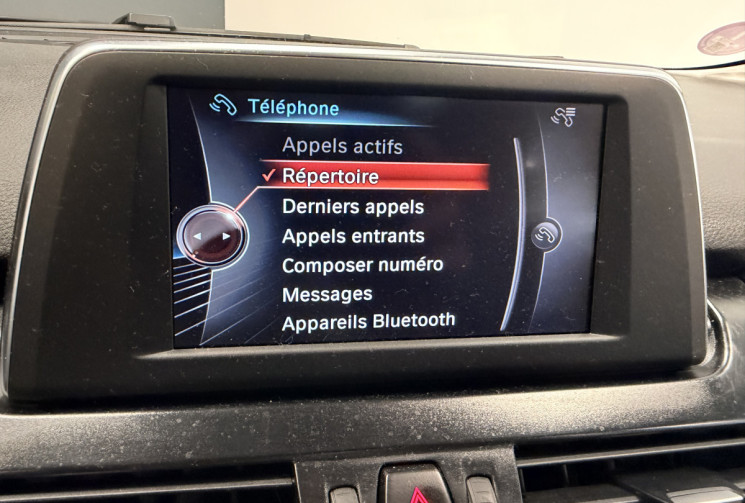 Téléphone
Appels actifs
Répertoire
Derniers appels
Appels entrants
Composer numéro
Messages
Appareils Bluetooth